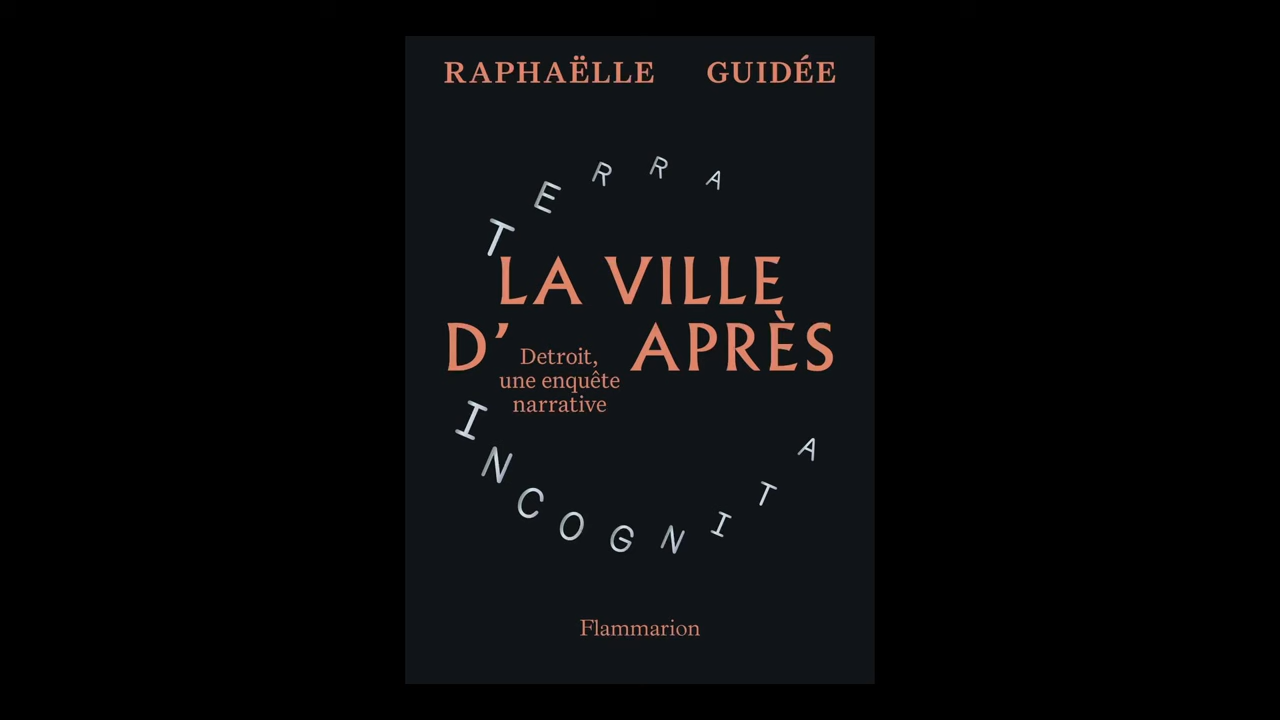 RAPHAËLLE GUIDÉE
TERRA
LA VILLE
D’ APRÈS
Detroit,
une enquête
narrative
INCOGNITA
Flammarion